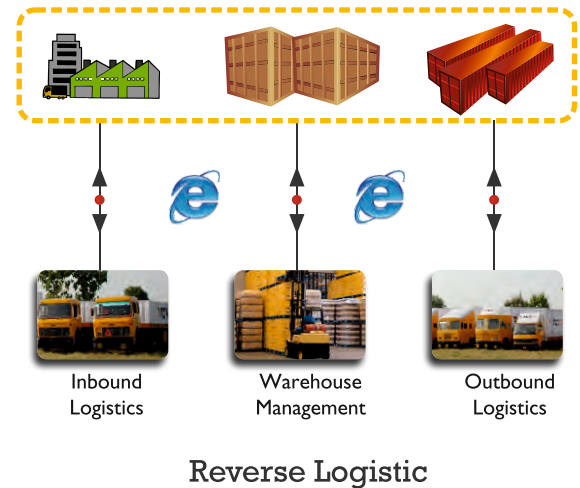 Inbound
Logistics
Warehouse
Management
Outbound
Logistics
Reverse Logistic